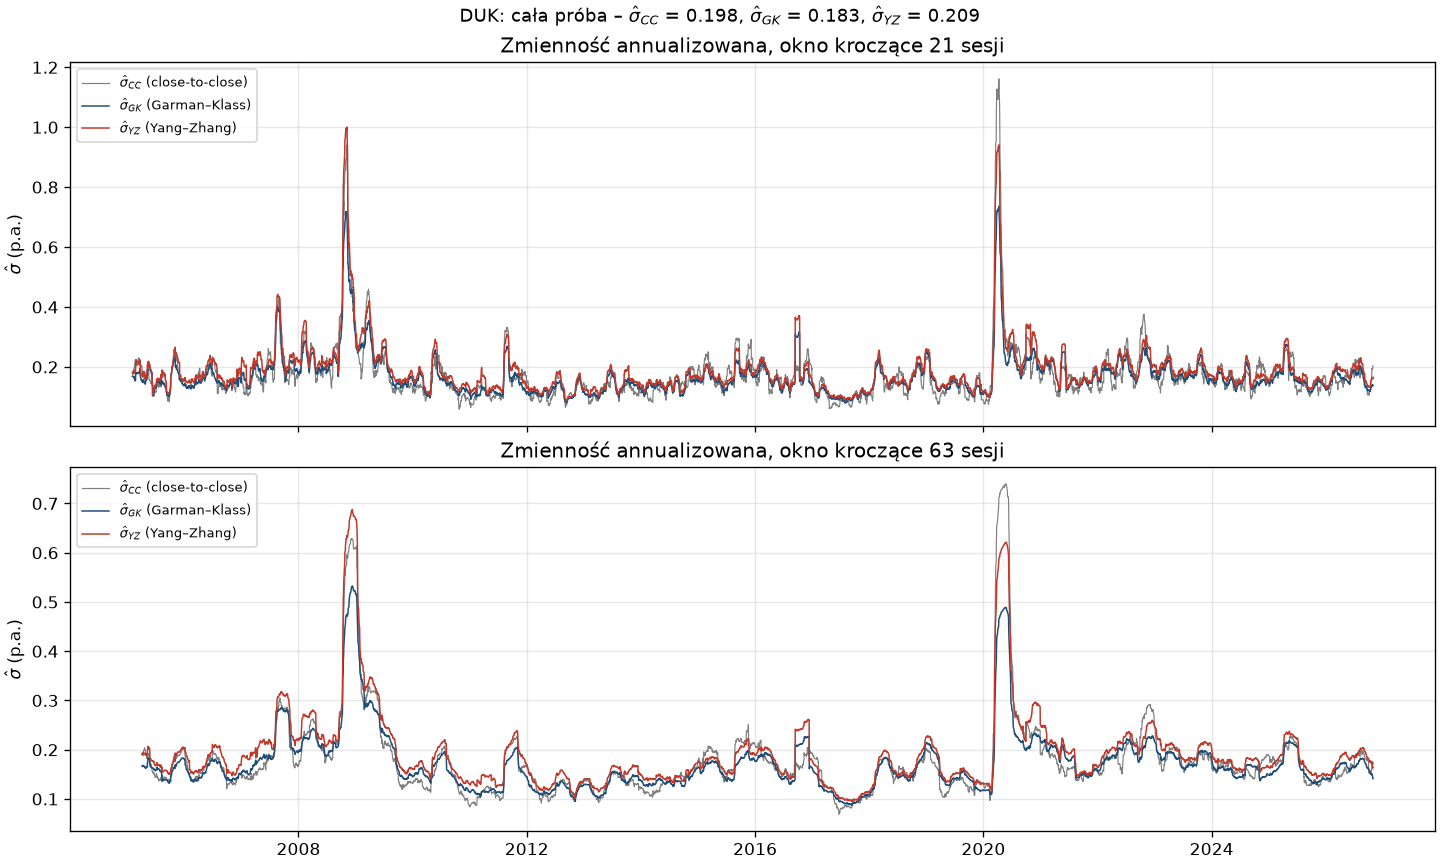 DUK: cała próba – σ̂_CC = 0.198, σ̂_GK = 0.183, σ̂_YZ = 0.209
Zmienność annualizowana, okno kroczące 21 sesji
σ̂_CC (close-to-close)
σ̂_GK (Garman–Klass)
σ̂_YZ (Yang–Zhang)
σ̂ (p.a.)
1.2
1.0
0.8
0.6
0.4
0.2
Zmienność annualizowana, okno kroczące 63 sesji
σ̂_CC (close-to-close)
σ̂_GK (Garman–Klass)
σ̂_YZ (Yang–Zhang)
σ̂ (p.a.)
0.7
0.6
0.5
0.4
0.3
0.2
0.1
2008 2012 2016 2020 2024